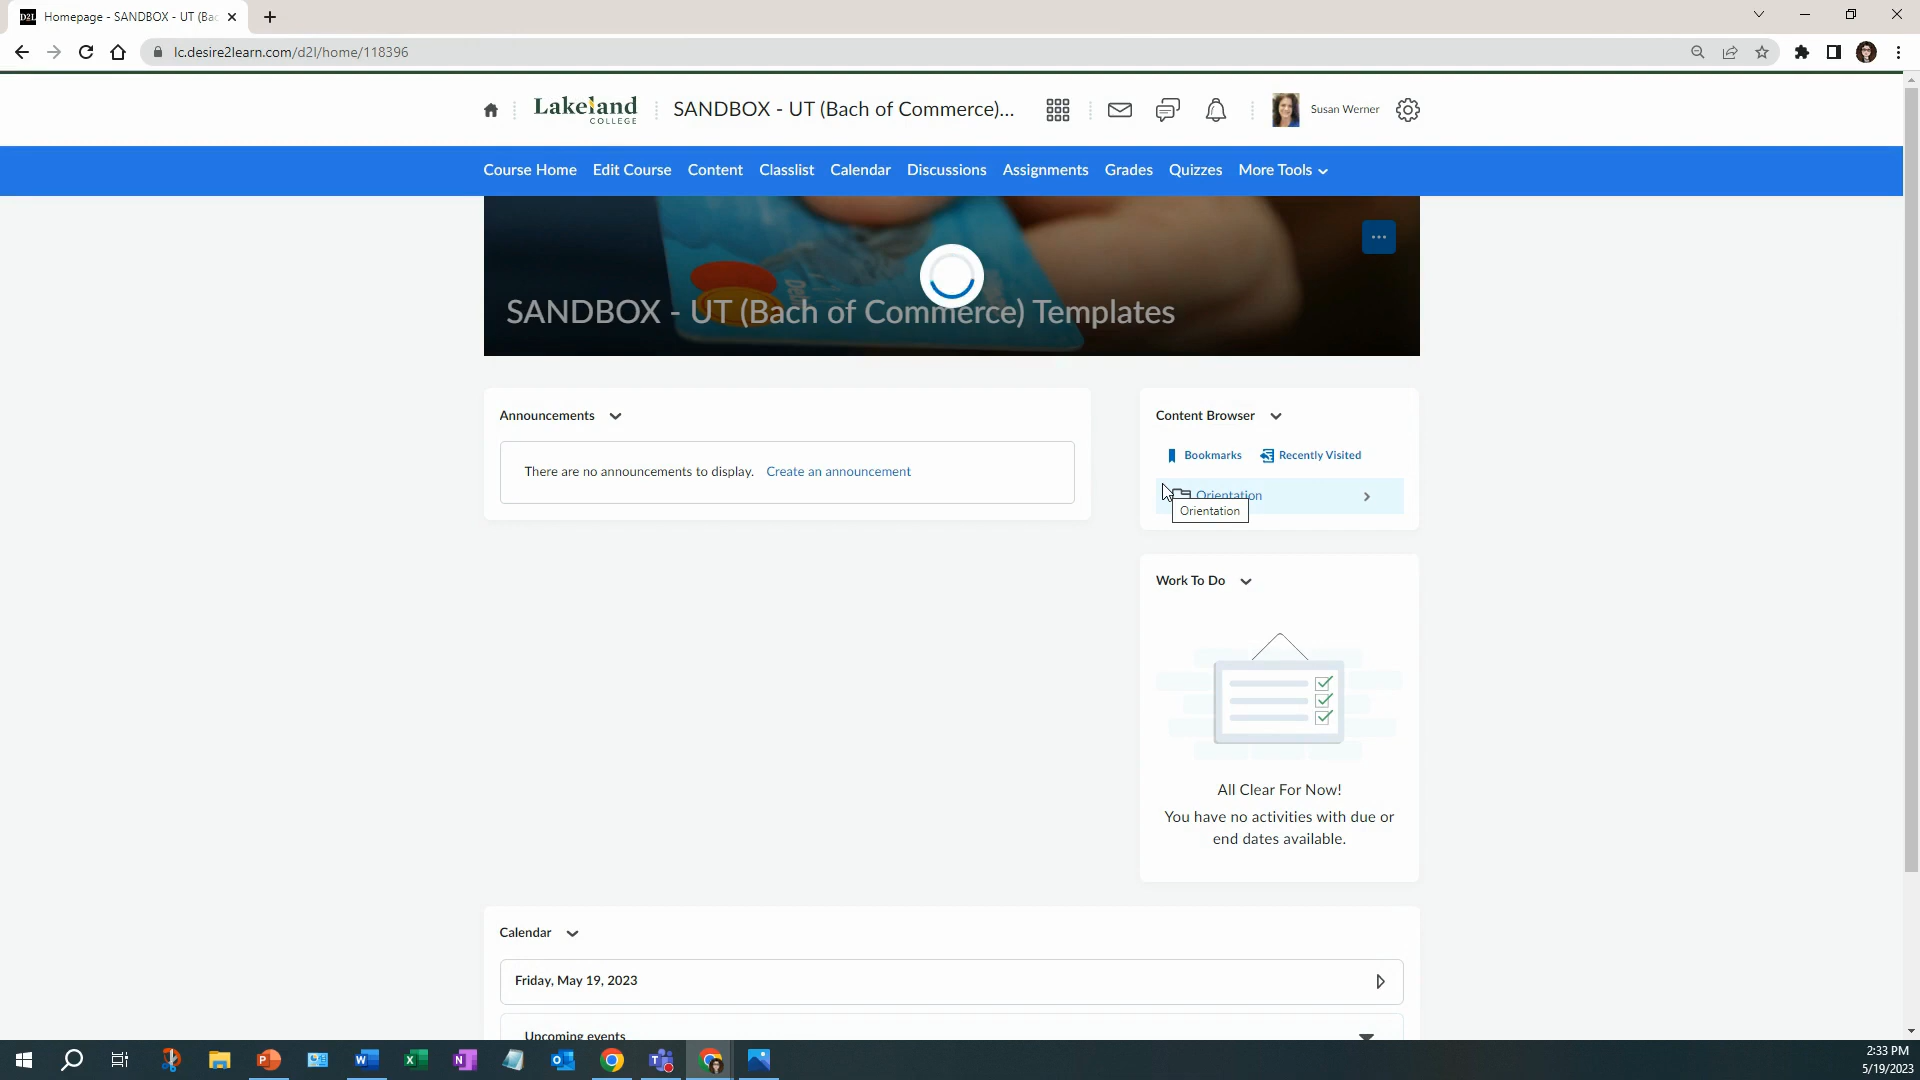 Homepage - SANDBOX - UT (Bac
lc.desire2learn.com/d2l/home/118396
Lakeland
COLLEGE
SANDBOX - UT (Bach of Commerce)...
Susan Werner
Course Home
Edit Course
Content
Classlist
Calendar
Discussions
Assignments
Grades
Quizzes
More Tools
SANDBOX - UT (Bach of Commerce) Templates
Announcements
There are no announcements to display. Create an announcement
Content Browser
Bookmarks
Recently Visited
Orientation
Orientation
Work To Do
All Clear For Now!
You have no activities with due or
end dates available.
Calendar
Friday, May 19, 2023
Upcoming events
2:33 PM
5/19/2023